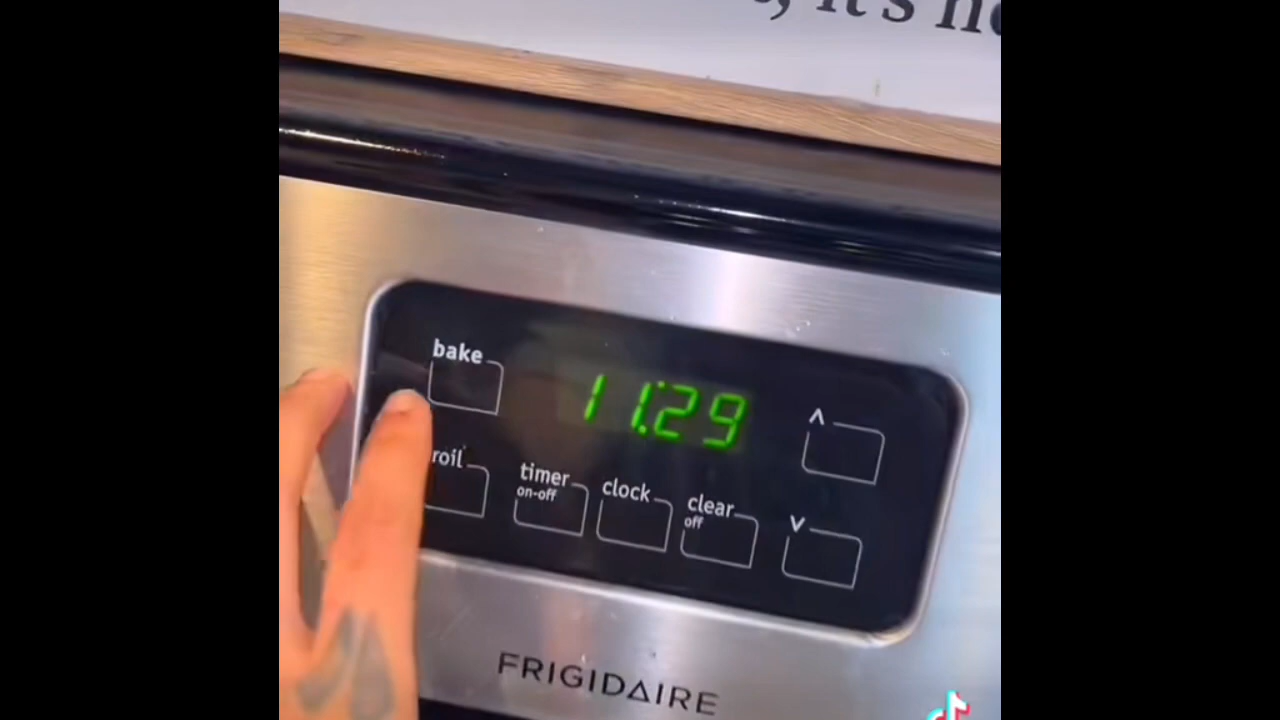 it's
bake
11:29
^
roil
timer
on-off
clock
clear
off
v
FRIGIDAIRE